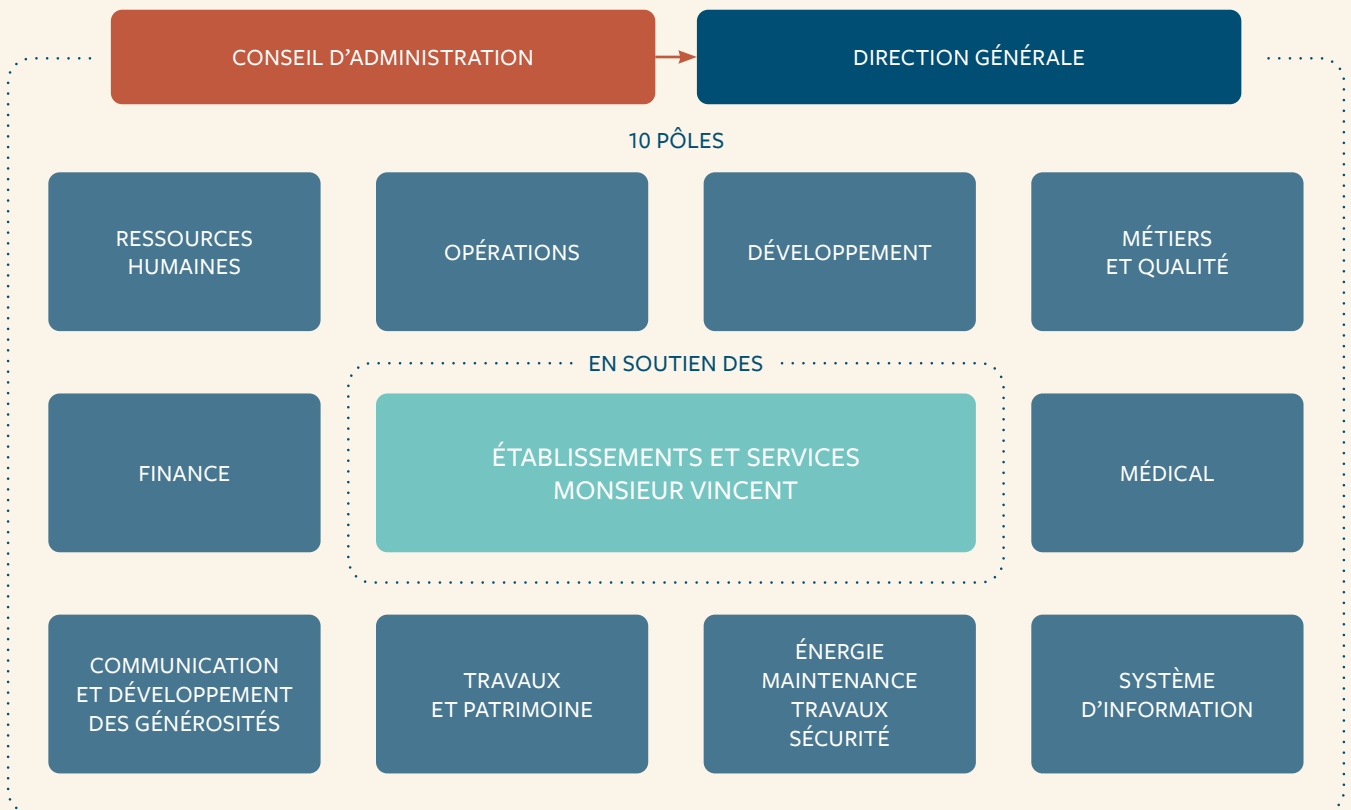 CONSEIL D’ADMINISTRATION
DIRECTION GÉNÉRALE
10 PÔLES
RESSOURCES
HUMAINES
OPÉRATIONS
DÉVELOPPEMENT
MÉTIERS
ET QUALITÉ
EN SOUTIEN DES
FINANCE
ÉTABLISSEMENTS ET SERVICES
MONSIEUR VINCENT
MÉDICAL
COMMUNICATION
ET DÉVELOPPEMENT
DES GÉNÉROSITÉS
TRAVAUX
ET PATRIMOINE
ÉNERGIE
MAINTENANCE
TRAVAUX
SÉCURITÉ
SYSTÈME
D’INFORMATION